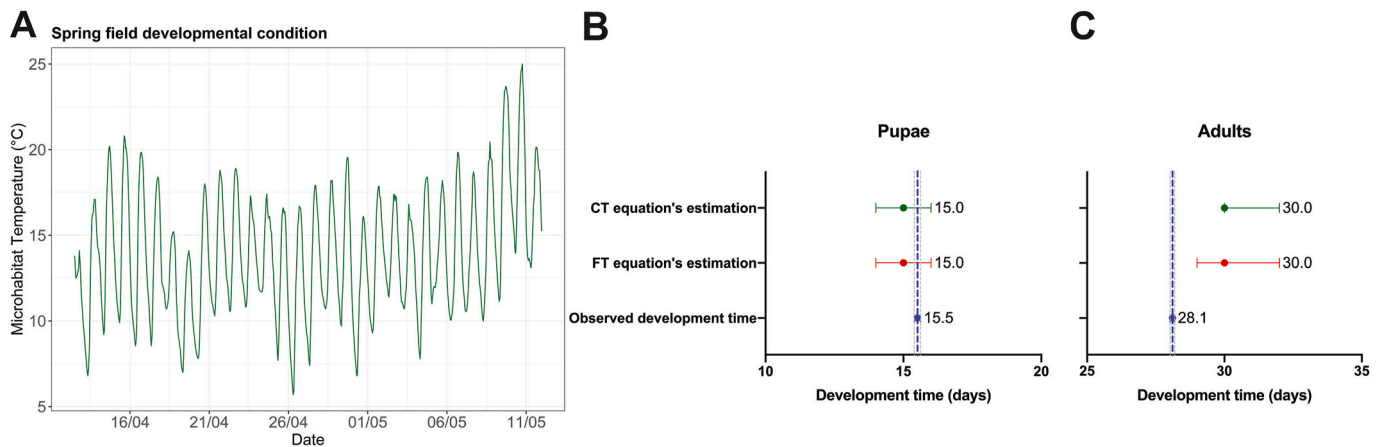 A
Spring field developmental condition
Microhabitat Temperature (°C)
25
20
15
10
5
16/04 21/04 26/04 01/05 06/05 11/05
Date
B
Pupae
CT equation's estimation
15.0
FT equation's estimation
15.0
Observed development time
15.5
10 15 20
Development time (days)
C
Adults
30.0
30.0
28.1
25 30 35
Development time (days)